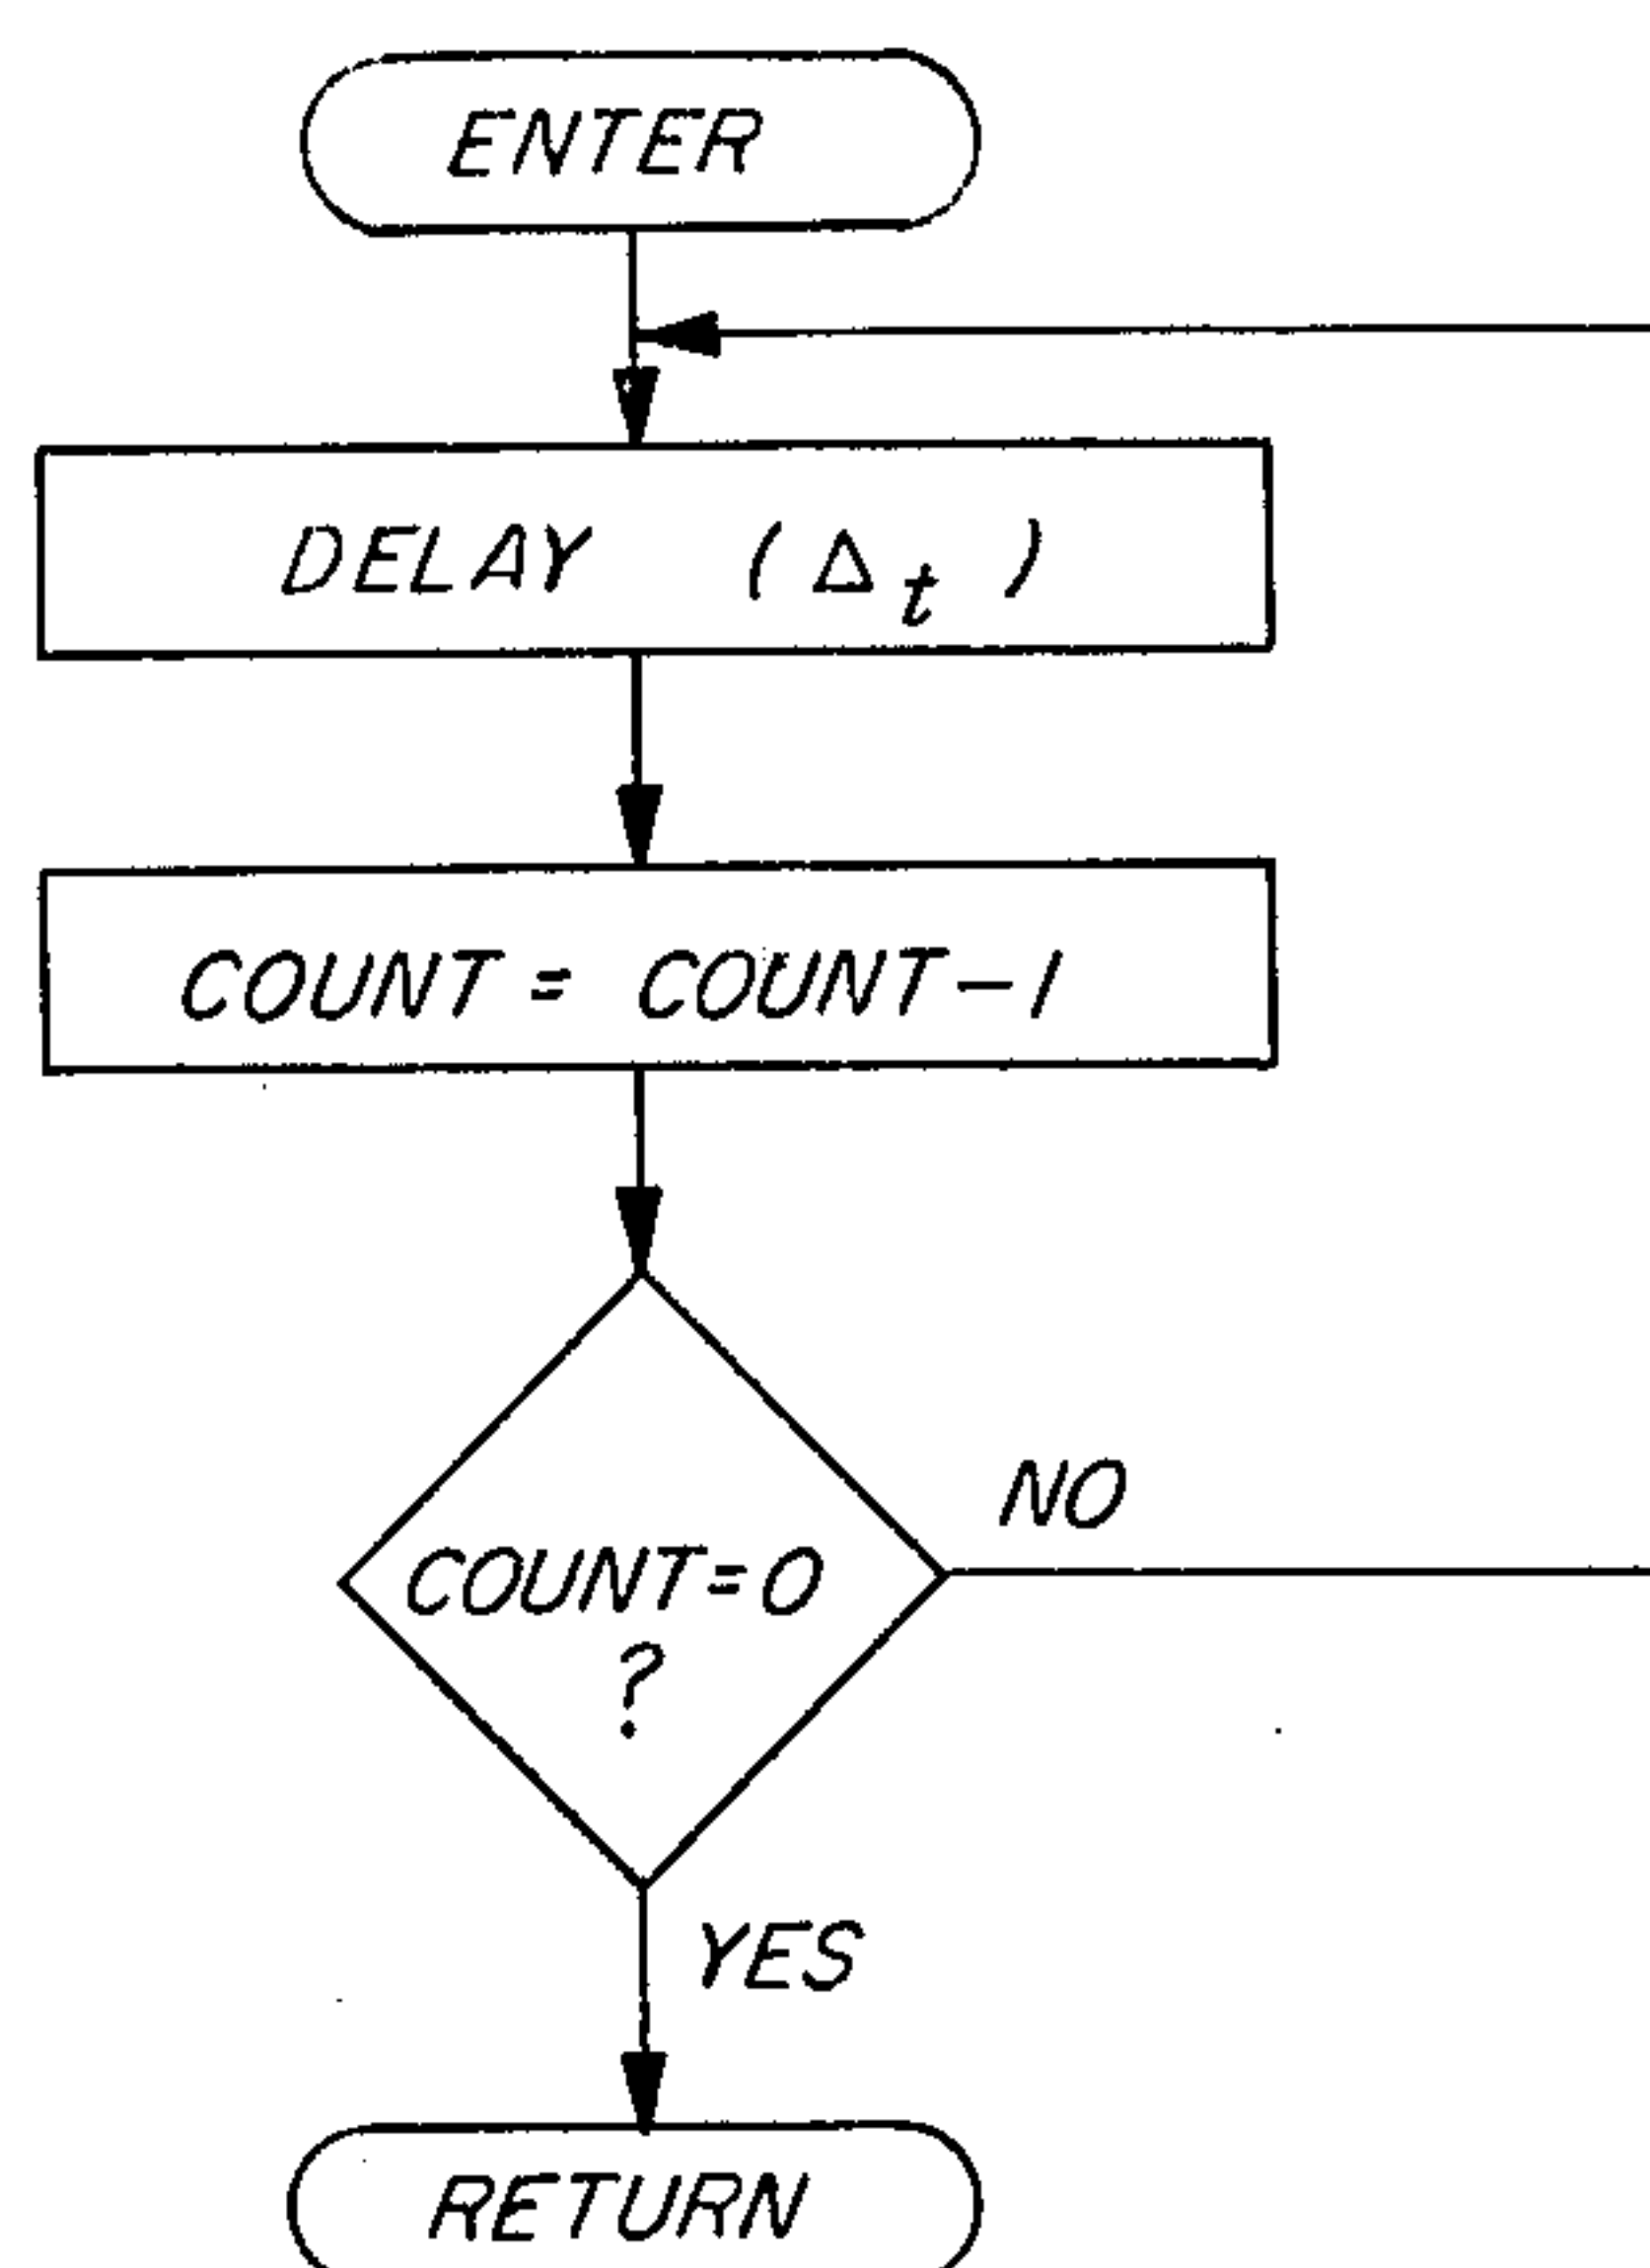 ENTER
DELAY (Δt)
COUNT = COUNT-1
COUNT=0
?
NO
YES
RETURN